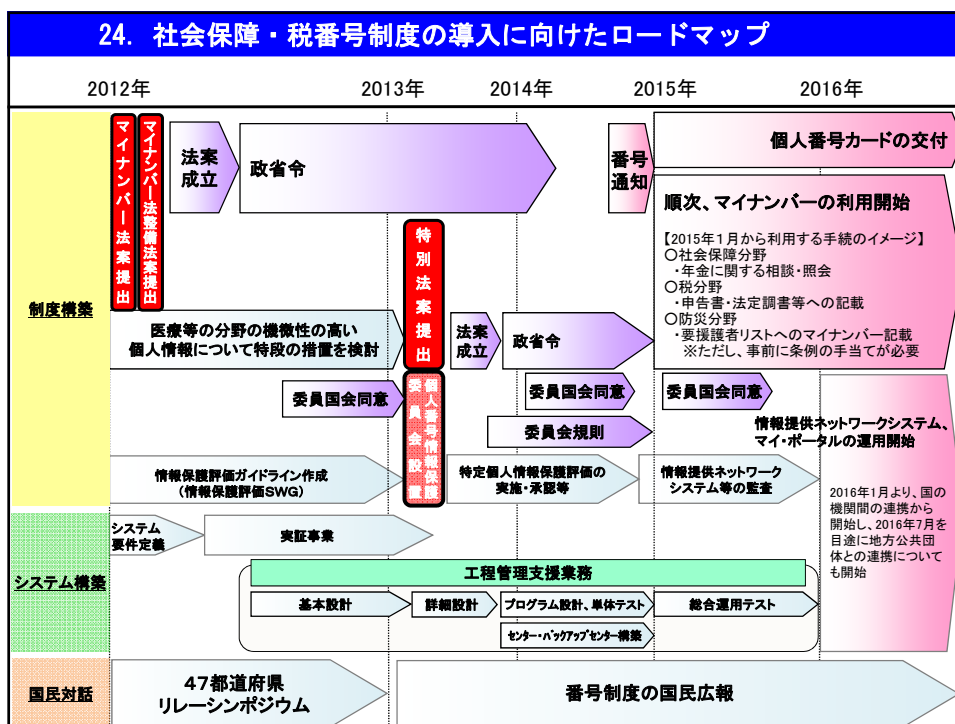 24. 社会保障・税番号制度の導入に向けたロードマップ
2012年
2013年
2014年
2015年
2016年
制度構築
マイナンバー法案提出
マイナンバー法整備法案提出
法案
成立
政省令
番号
通知
個人番号カードの交付
順次、マイナンバーの利用開始
【2015年1月から利用する手続のイメージ】
○社会保障分野
・年金に関する相談・照会
○税分野
・申告書・法定調書等への記載
○防災分野
・要援護者リストへのマイナンバー記載
※ただし、事前に条例の手当てが必要
特別法案提出
医療等の分野の機微性の高い
個人情報について特段の措置を検討
法案
成立
政省令
委員国会同意
個人番号情報保護
委員会設置
委員国会同意
委員国会同意
委員会規則
情報提供ネットワークシステム、
マイ・ポータルの運用開始
情報保護評価ガイドライン作成
(情報保護評価SWG)
特定個人情報保護評価の
実施・承認等
情報提供ネットワーク
システム等の監査
2016年1月より、国の
機関間の連携から
開始し、2016年7月を
目途に地方公共団
体との連携について
も開始
システム構築
システム
要件定義
実証事業
工程管理支援業務
基本設計
詳細設計
プログラム設計、単体テスト
総合運用テスト
センター・バックアップセンター構築
国民対話
47都道府県
リレーシンポジウム
番号制度の国民広報